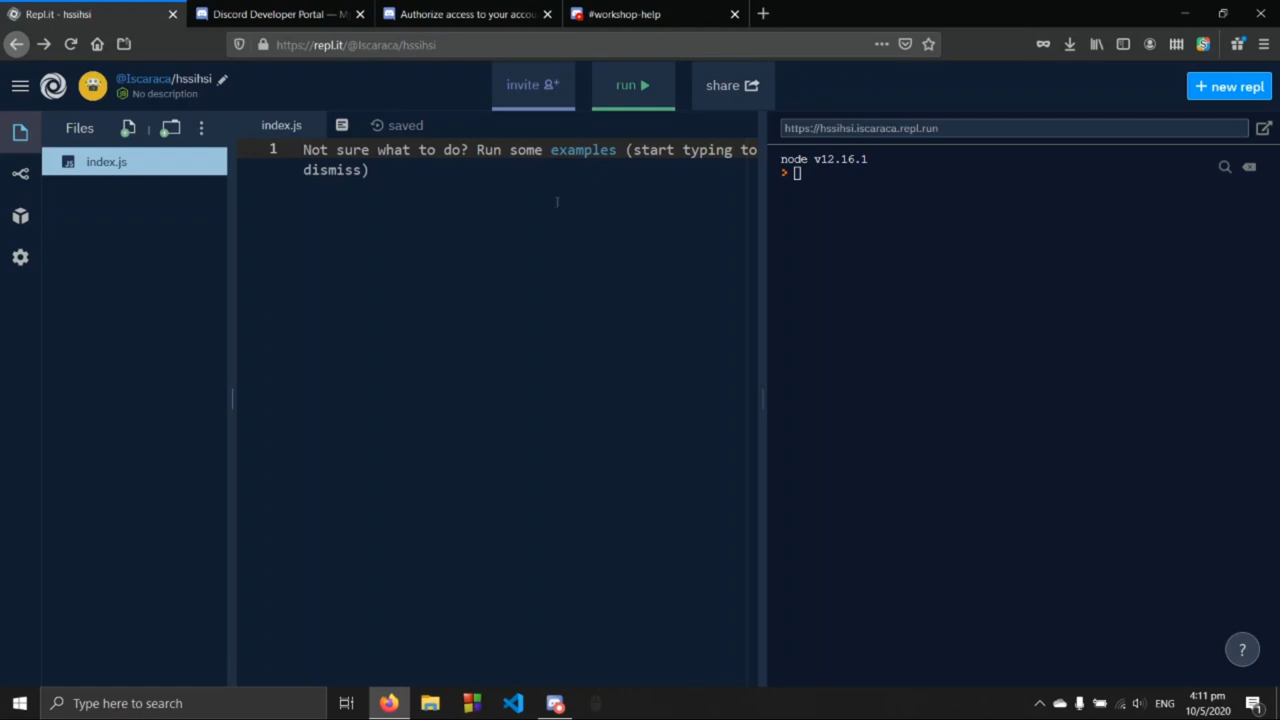 Repl.it - hssihsi
Discord Developer Portal — M
Authorize access to your accou
#workshop-help
https://repl.it/@Iscaraca/hssihsi
@Iscaraca/hssihsi
No description
invite
run
share
+ new repl
Files
index.js
saved
https://hssihsi.iscaraca.repl.run
index.js
1 Not sure what to do? Run some examples (start typing to
dismiss)
node v12.16.1
>
?
Type here to search
ENG
4:11 pm
10/5/2020
1